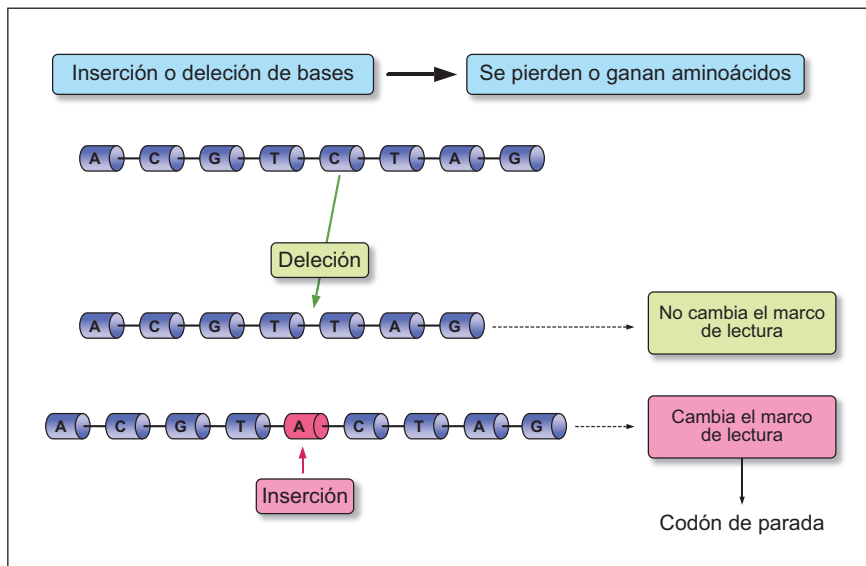 Inserción o deleción de bases
Se pierden o ganan aminoácidos
A C G T C T A G
Deleción
A C G T T A G
No cambia el marco
de lectura
A C G T A C T A G
Cambia el marco
de lectura
Inserción
Codón de parada